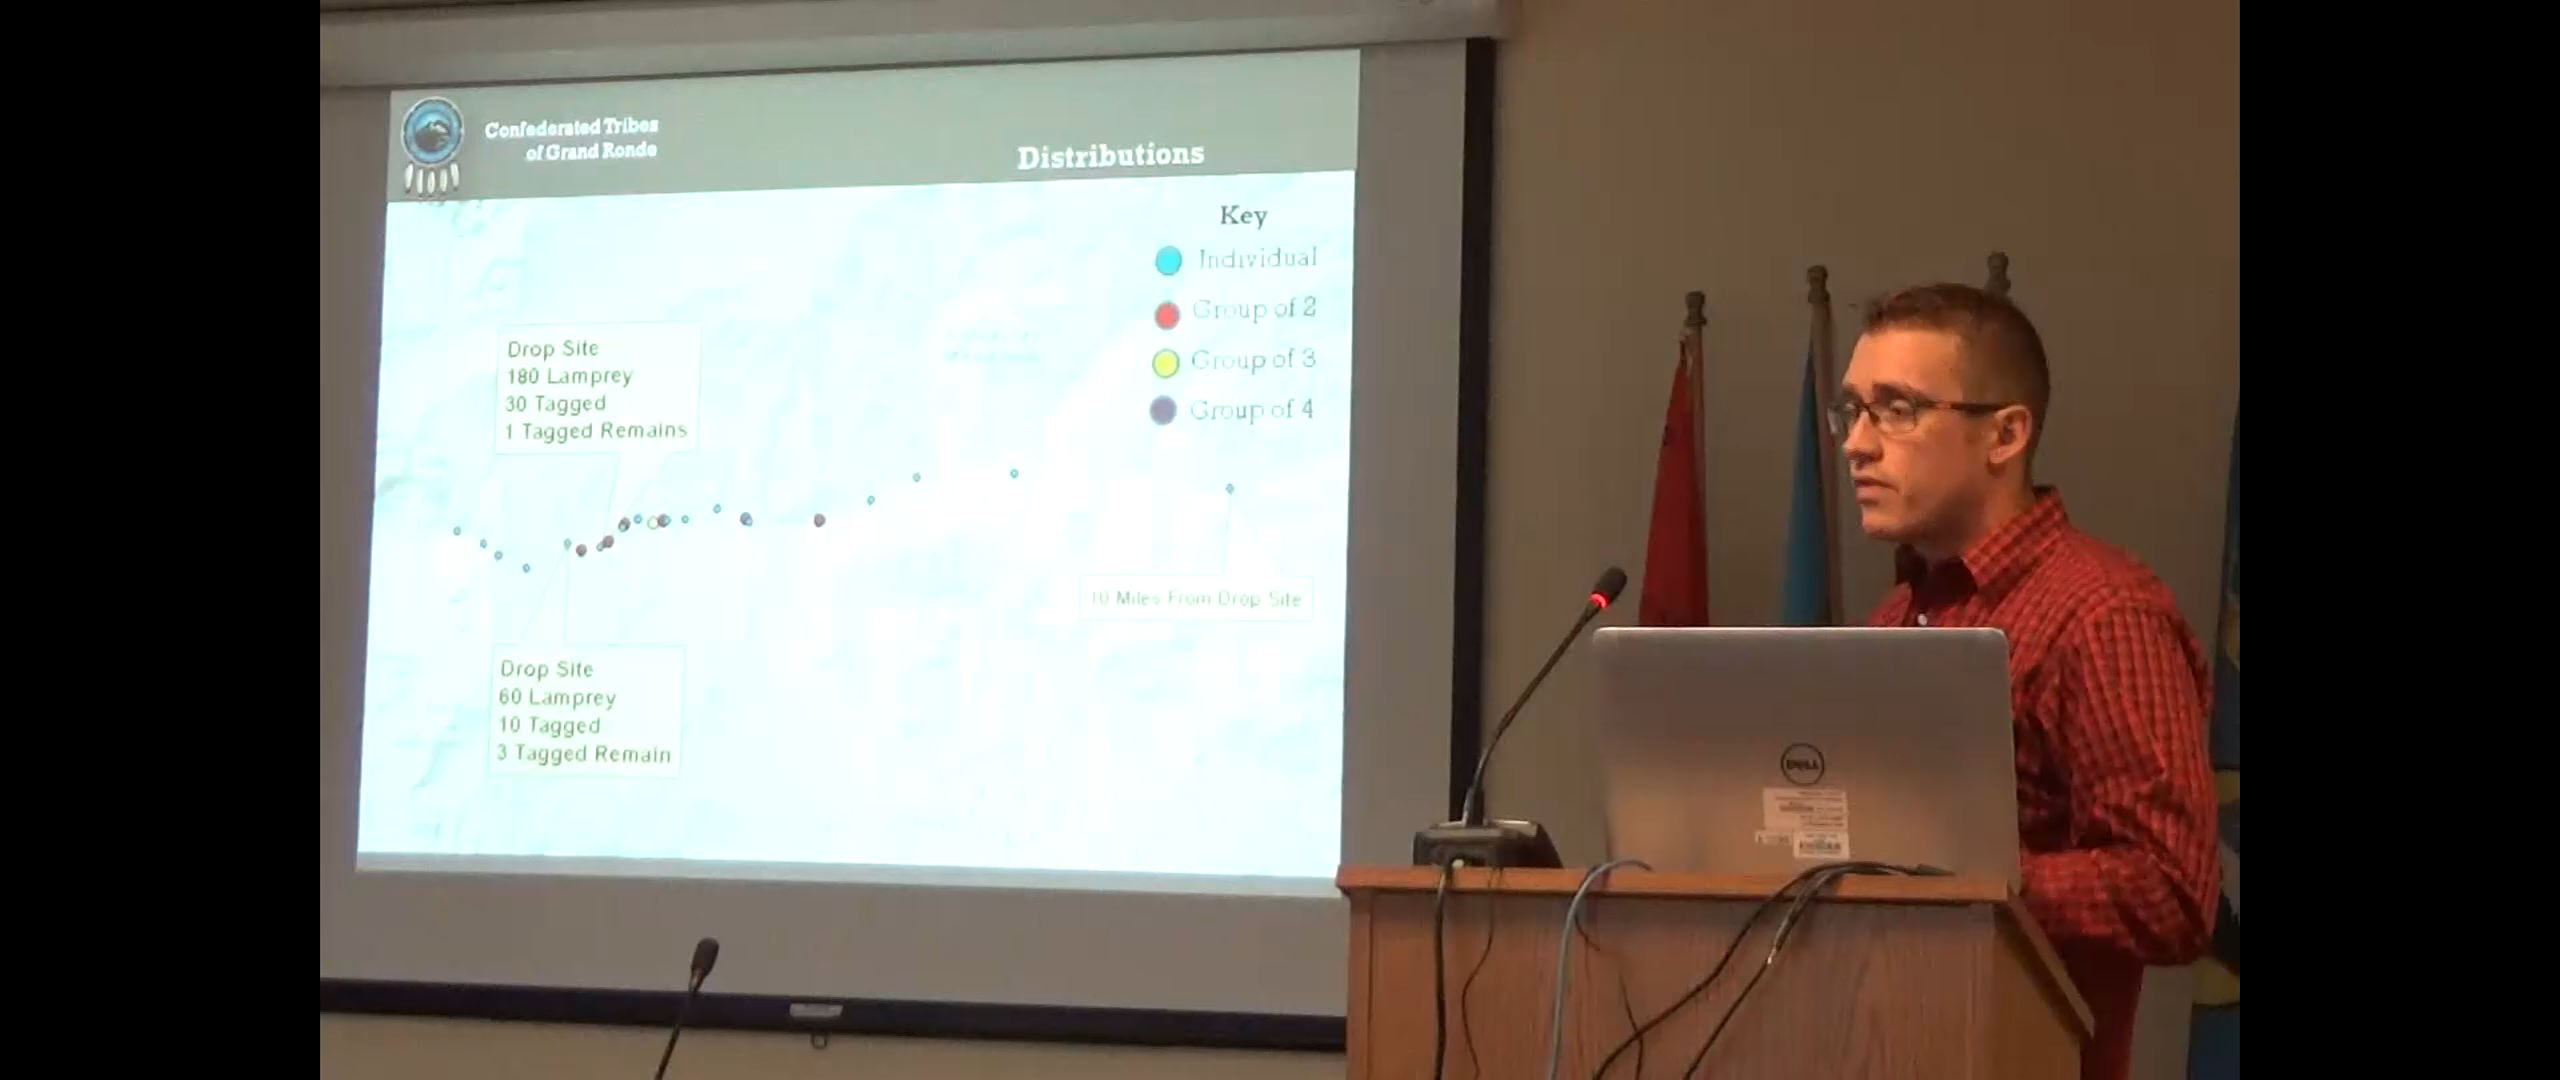 Confederated Tribes
of Grand Ronde
Distributions
Key
Individual
Group of 2
Group of 3
Group of 4
Drop Site
180 Lamprey
30 Tagged
1 Tagged Remains
10 Miles From Drop Site
Drop Site
60 Lamprey
10 Tagged
3 Tagged Remain
DELL